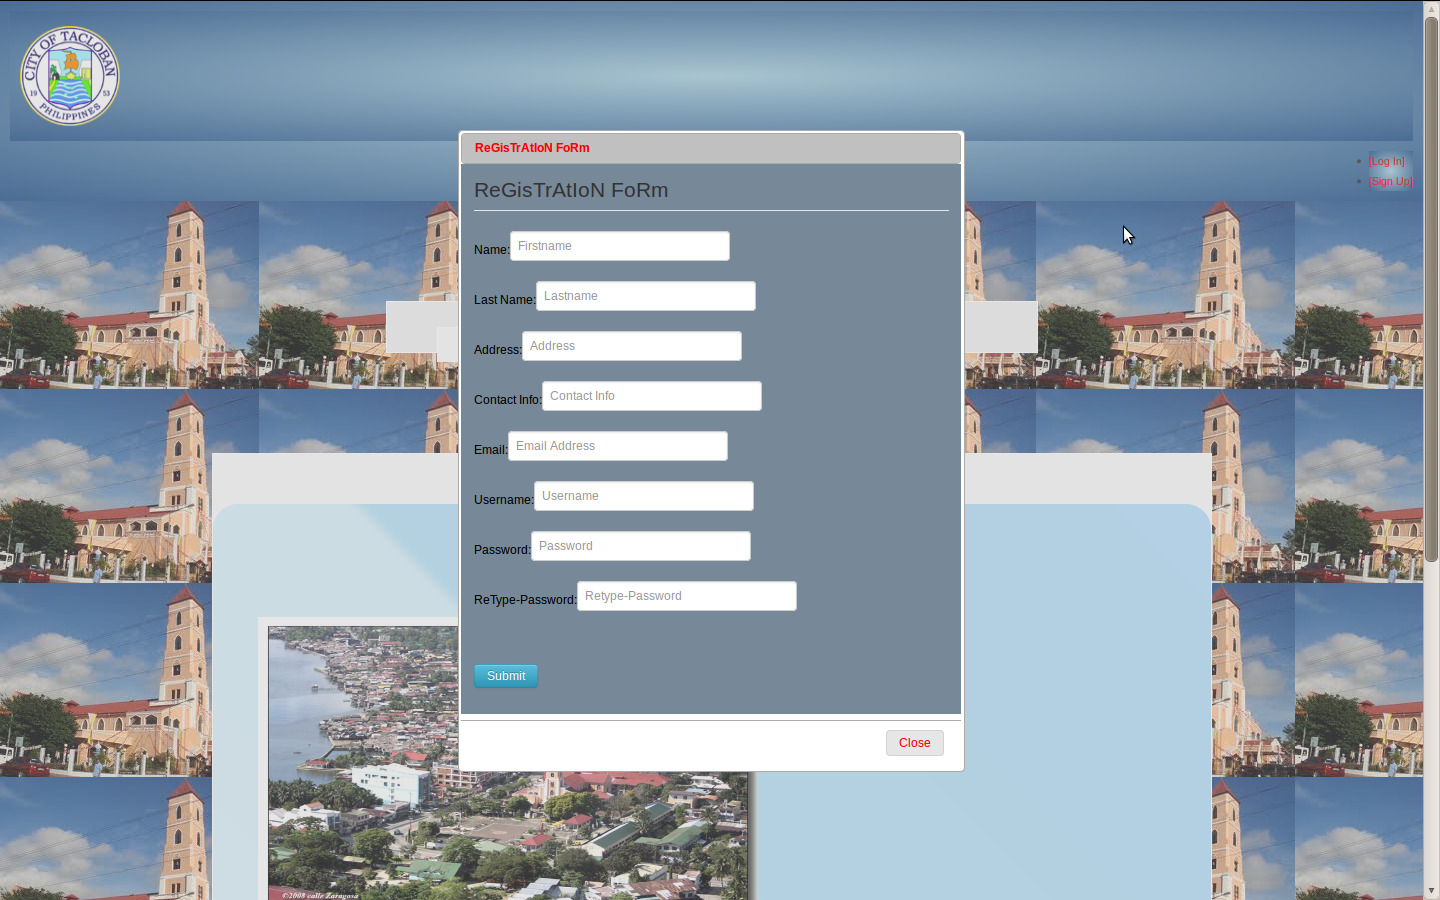 CITY OF TACLOBAN
19 53
PHILIPPINES
ReGisTrAtIoN FoRm
[Log In]
[Sign Up]
ReGisTrAtIoN FoRm
Name: Firstname
Last Name: Lastname
Address: Address
Contact Info: Contact Info
Email: Email Address
Username: Username
Password: Password
ReType-Password: Retype-Password
Submit
Close
©2008 calle Zaragosa